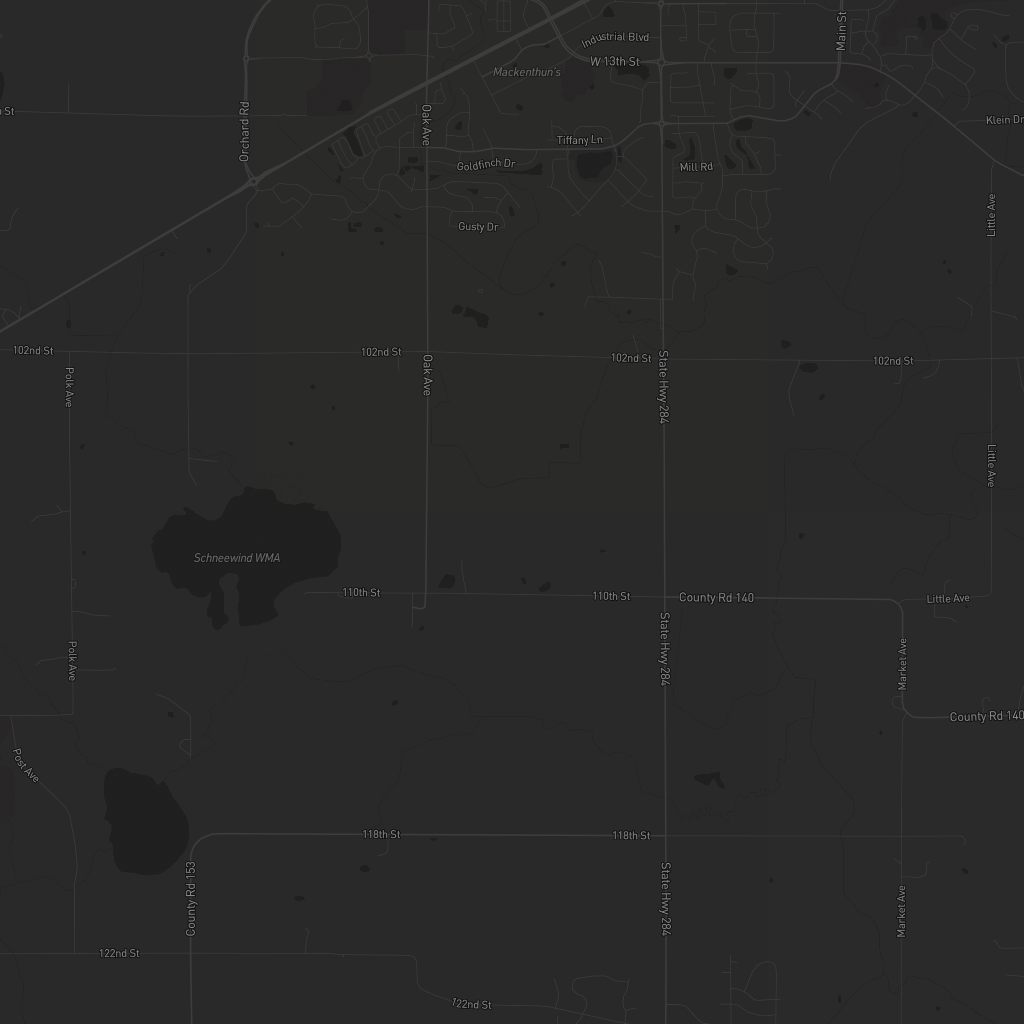 Main St
Industrial Blvd
W 13th St
Mackenthun's
St
Oak Ave
Orchard Rd
Klein Dr
Tiffany Ln
Goldfinch Dr
Mill Rd
Little Ave
Gusty Dr
102nd St
102nd St
102nd St
102nd St
Polk Ave
Oak Ave
State Hwy 284
Little Ave
Schneewind WMA
110th St
110th St
County Rd 140
Little Ave
Polk Ave
State Hwy 284
Market Ave
County Rd 140
Post Ave
118th St
118th St
County Rd 153
State Hwy 284
Market Ave
122nd St
122nd St